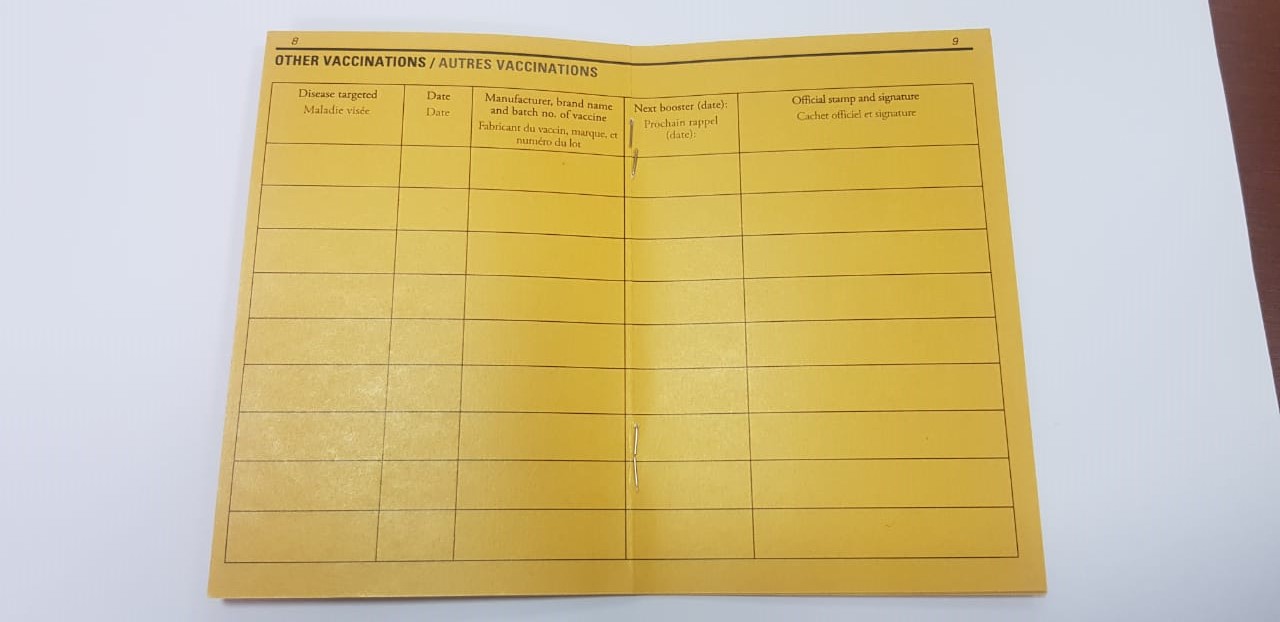 8
9
OTHER VACCINATIONS / AUTRES VACCINATIONS
Disease targeted
Maladie visée
Date
Date
Manufacturer, brand name
and batch no. of vaccine
Fabricant du vaccin, marque, et
numéro du lot
Next booster (date):
Prochain rappel
(date):
Official stamp and signature
Cachet officiel et signature